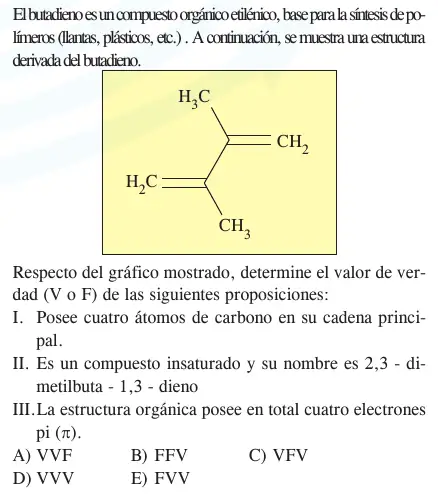 El butadieno es un compuesto orgánico etilénico, base para la síntesis de po-
límeros (llantas, plásticos, etc.) . A continuación, se muestra una estructura
derivada del butadieno.
H3C
CH2
H2C
CH3
Respecto del gráfico mostrado, determine el valor de ver-
dad (V o F) de las siguientes proposiciones:
I. Posee cuatro átomos de carbono en su cadena princi-
pal.
II. Es un compuesto insaturado y su nombre es 2,3 - di-
metilbuta - 1,3 - dieno
III.La estructura orgánica posee en total cuatro electrones
pi (π).
A) VVF B) FFV C) VFV
D) VVV E) FVV